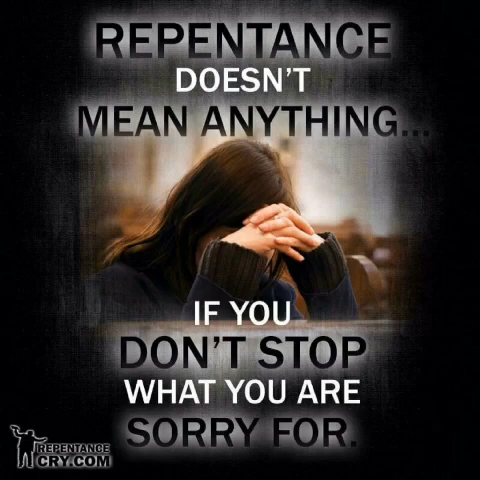 REPENTANCE
DOESN'T
MEAN ANYTHING...
IF YOU
DON'T STOP
WHAT YOU ARE
SORRY FOR.
REPENTANCE
CRY.COM